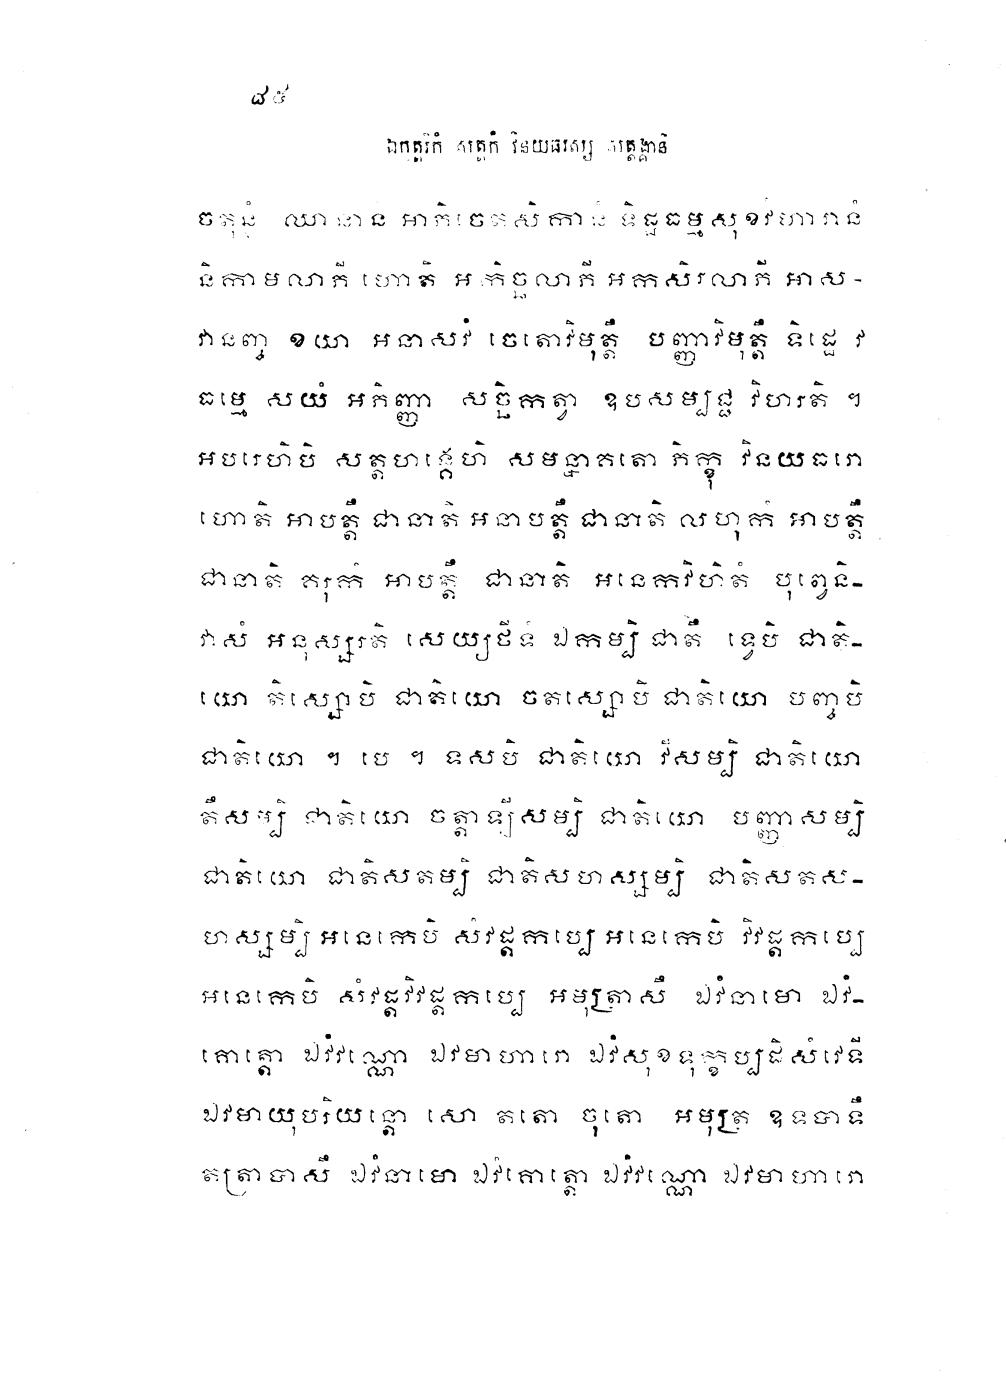 ៨៥
ឯកុត្តរិកំ សត្តកំ វិនយធរស្ស សត្តង្គានិ
ចតុន្នំ ឈានានំ អាភិចេតសិកានំ ទិដ្ឋធម្មសុខវិហារានំ
និកាមលាភី ហោតិ អកិច្ឆលាភី អកសិរលាភី អាស-
វានញ្ច ខយា អនាសវំ ចេតោវិមុត្តឹ បញ្ញាវិមុត្តឹ ទិដ្ឋេ វ
ធម្មេ សយំ អភិញ្ញា សច្ឆិកត្វា ឧបសម្បជ្ជ វិហរតិ ។
អបរេហិបិ សត្តហង្គេហិ សមន្នាគតោ ភិក្ខុ វិនយធរោ
ហោតិ អាបត្តឹ ជានាតិ អនាបត្តឹ ជានាតិ លហុកំ អាបត្តឹ
ជានាតិ គរុកំ អាបត្តឹ ជានាតិ អនេកវិហិតំ បុព្វេនិ-
វាសំ អនុស្សរតិ សេយ្យថីទំ ឯកម្បិ ជាតឹ ទ្វេបិ ជាតិ-
យោ តិស្សោបិ ជាតិយោ ចតស្សោបិ ជាតិយោ បញ្ចបិ
ជាតិយោ ។ បេ ។ ទសបិ ជាតិយោ វីសម្បិ ជាតិយោ
តឹសម្បិ ជាតិយោ ចត្តាឡីសម្បិ ជាតិយោ បញ្ញាសម្បិ
ជាតិយោ ជាតិសតម្បិ ជាតិសហស្សម្បិ ជាតិសតស-
ហស្សម្បិ អនេកេបិ សំវដ្តកប្បេ អនេកេបិ វិវដ្តកប្បេ
អនេកេបិ សំវដ្តវិវដ្តកប្បេ អមុត្រាសឹ ឯវំនាមោ ឯវំ-
គោត្តោ ឯវំវណ្ណោ ឯវមាហារោ ឯវំសុខទុក្ខប្បដិសំវេទី
ឯវមាយុបរិយន្តោ សោ តតោ ចុតោ អមុត្រ ឧទបាទឹ
តត្រាបាសឹ ឯវំនាមោ ឯវំគោត្តោ ឯវំវណ្ណោ ឯវមាហារោ